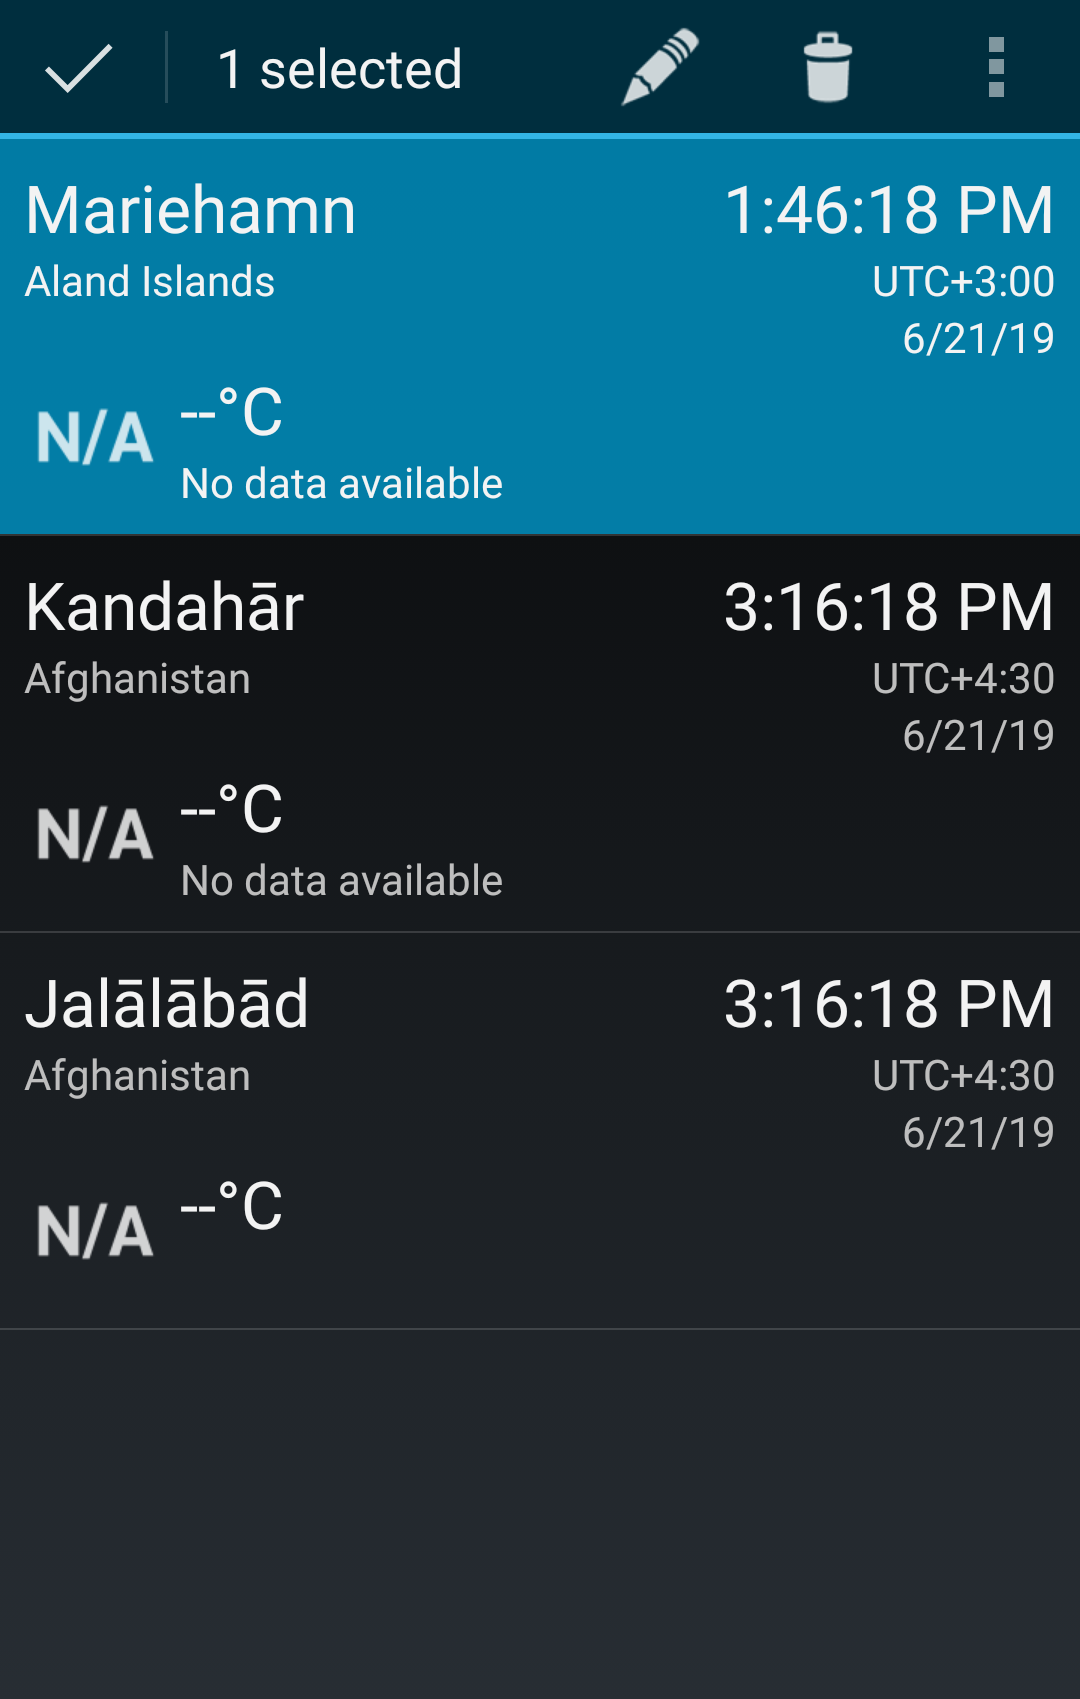 1 selected
Mariehamn 1:46:18 PM
Aland Islands UTC+3:00
6/21/19
N/A --°C
No data available
Kandahār 3:16:18 PM
Afghanistan UTC+4:30
6/21/19
N/A --°C
No data available
Jalālābād 3:16:18 PM
Afghanistan UTC+4:30
6/21/19
N/A --°C